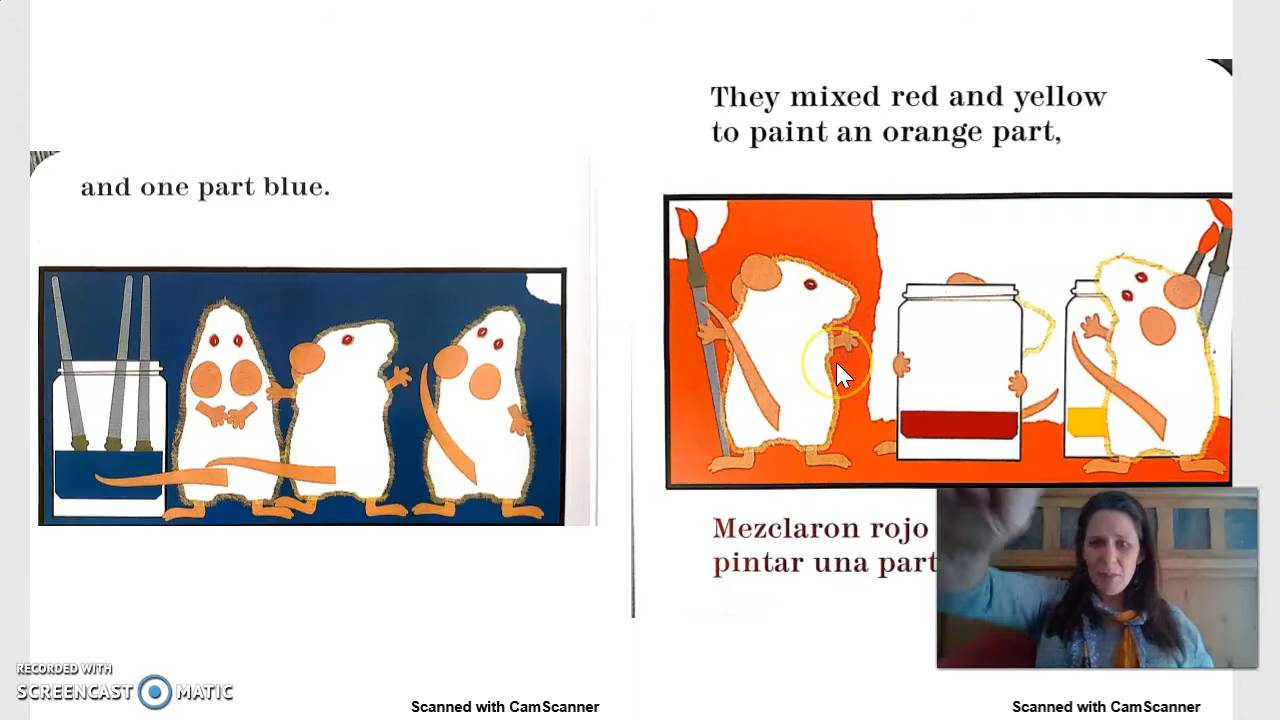 and one part blue.
They mixed red and yellow
to paint an orange part,
Mezclaron rojo
pintar una part
RECORDED WITH
SCREENCAST MATIC
Scanned with CamScanner
Scanned with CamScanner